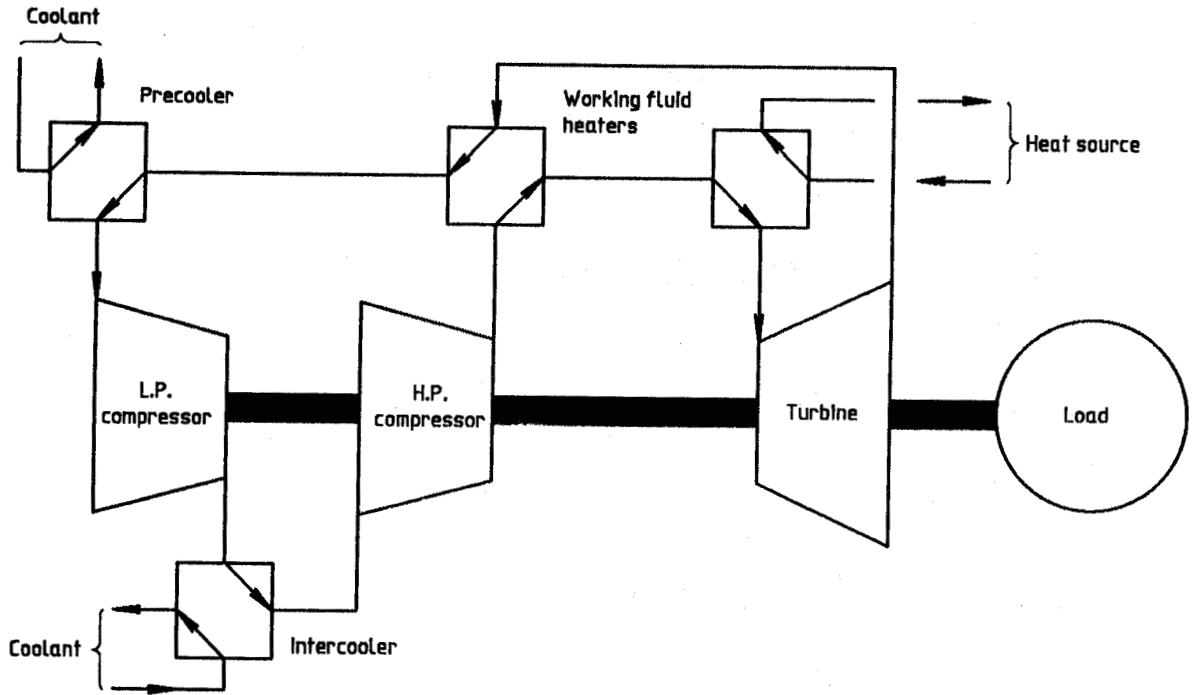 Coolant
Precooler
Working fluid
heaters
Heat source
L.P.
compressor
H.P.
compressor
Turbine
Load
Coolant
Intercooler